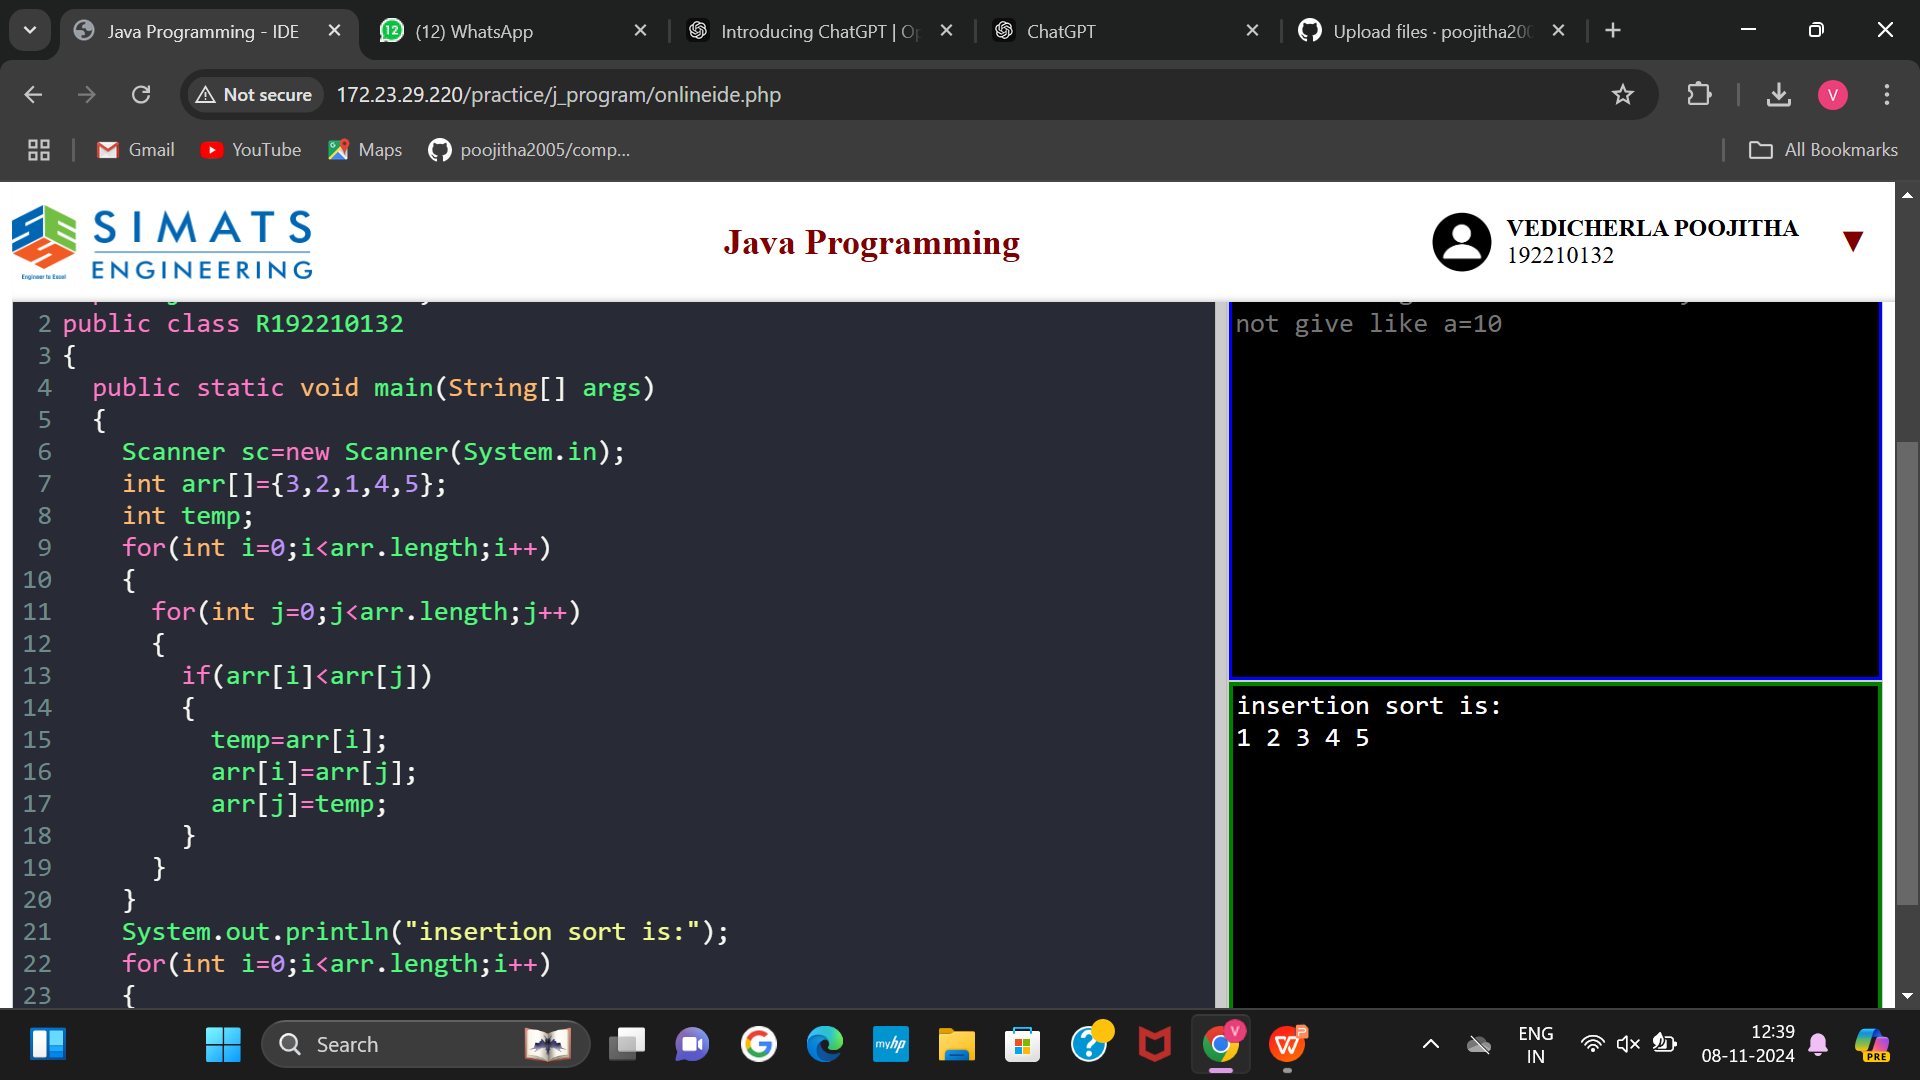 Java Programming - IDE
12
(12) WhatsApp
Introducing ChatGPT | Op
ChatGPT
Upload files · poojitha200
Not secure
172.23.29.220/practice/j_program/onlineide.php
V
Gmail
YouTube
Maps
poojitha2005/comp...
All Bookmarks
SIMATS
ENGINEERING
Engineer to Excel
Java Programming
VEDICHERLA POOJITHA
192210132
2 public class R192210132
3 {
4 public static void main(String[] args)
5 {
6 Scanner sc=new Scanner(System.in);
7 int arr[]={3,2,1,4,5};
8 int temp;
9 for(int i=0;i<arr.length;i++)
10 {
11 for(int j=0;j<arr.length;j++)
12 {
13 if(arr[i]<arr[j])
14 {
15 temp=arr[i];
16 arr[i]=arr[j];
17 arr[j]=temp;
18 }
19 }
20 }
21 System.out.println("insertion sort is:");
22 for(int i=0;i<arr.length;i++)
23 {
not give like a=10
insertion sort is:
1 2 3 4 5
Search
myhp
V
ENG
IN
12:39
08-11-2024
PRE